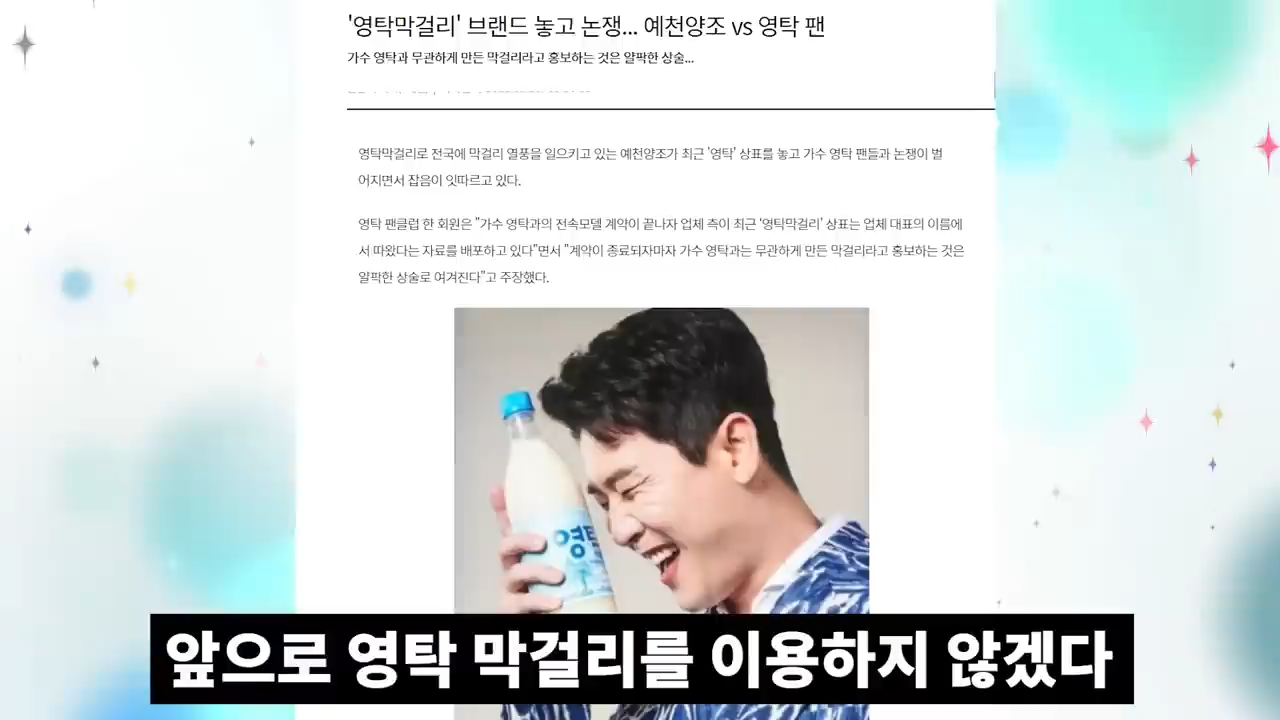 '영탁막걸리' 브랜드 놓고 논쟁... 예천양조 vs 영탁 팬
가수 영탁과 무관하게 만든 막걸리라고 홍보하는 것은 얄팍한 상술...
영탁막걸리로 전국에 막걸리 열풍을 일으키고 있는 예천양조가 최근 '영탁' 상표를 놓고 가수 영탁 팬들과 논쟁이 벌
어지면서 잡음이 잇따르고 있다.
영탁 팬클럽 한 회원은 "가수 영탁과의 전속모델 계약이 끝나자 업체 측이 최근 ‘영탁막걸리’ 상표는 업체 대표의 이름에
서 따왔다는 자료를 배포하고 있다"면서 "계약이 종료되자마자 가수 영탁과는 무관하게 만든 막걸리라고 홍보하는 것은
얄팍한 상술로 여겨진다"고 주장했다.
영
앞으로 영탁 막걸리를 이용하지 않겠다